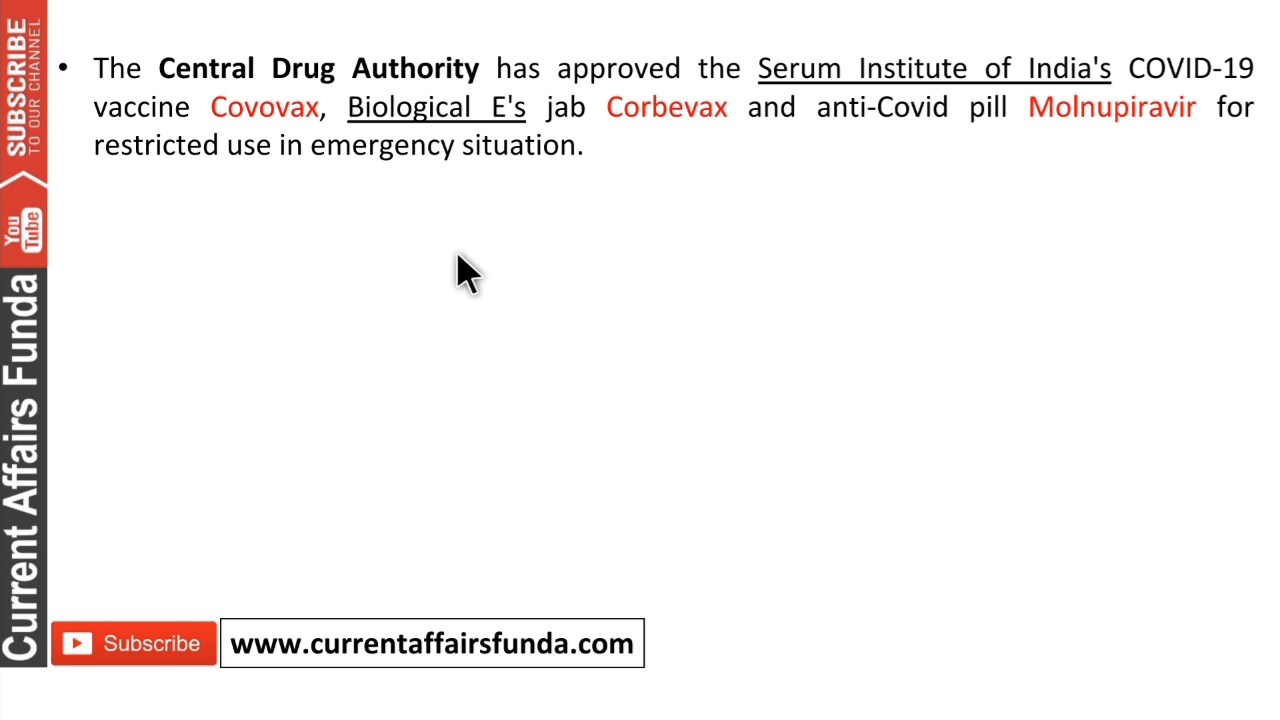 • The Central Drug Authority has approved the Serum Institute of India's COVID-19
vaccine Covovax, Biological E's jab Corbevax and anti-Covid pill Molnupiravir for
restricted use in emergency situation.
SUBSCRIBE
TO OUR CHANNEL
You
Tube
Current Affairs Funda
Subscribe
www.currentaffairsfunda.com